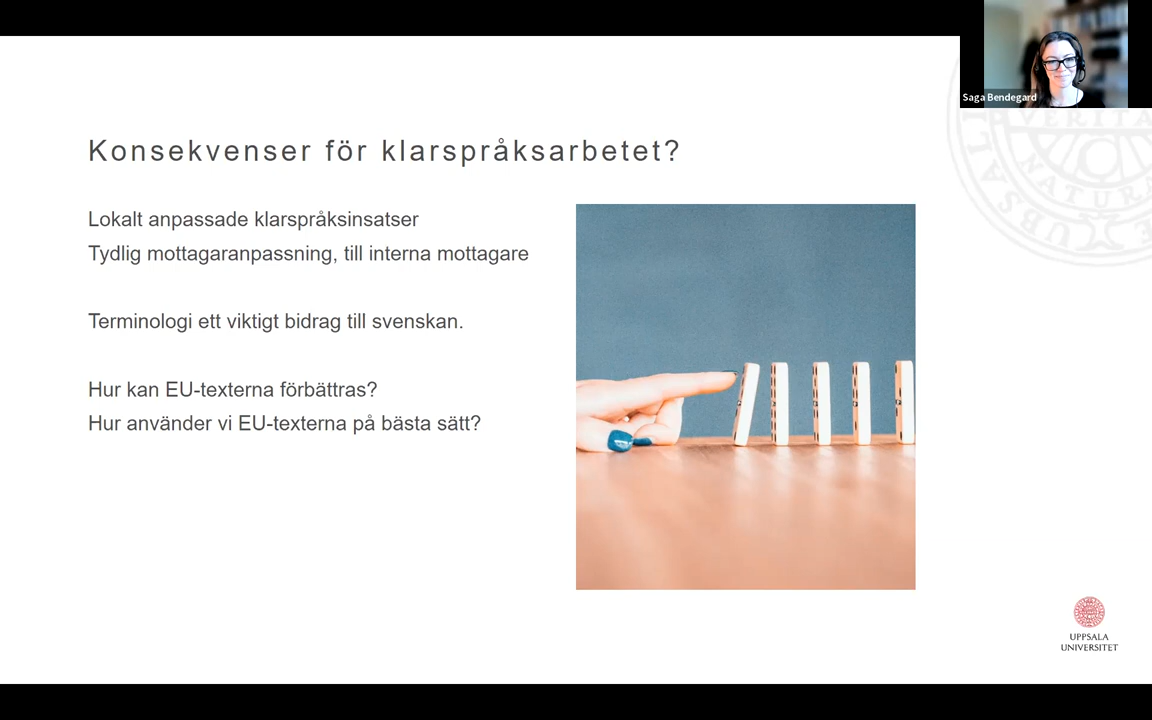 Saga Bendegard
Konsekvenser för klarspråksarbetet?
Lokalt anpassade klarspråksinsatser
Tydlig mottagaranpassning, till interna mottagare
Terminologi ett viktigt bidrag till svenskan.
Hur kan EU-texterna förbättras?
Hur använder vi EU-texterna på bästa sätt?
UPPSALA
UNIVERSITET